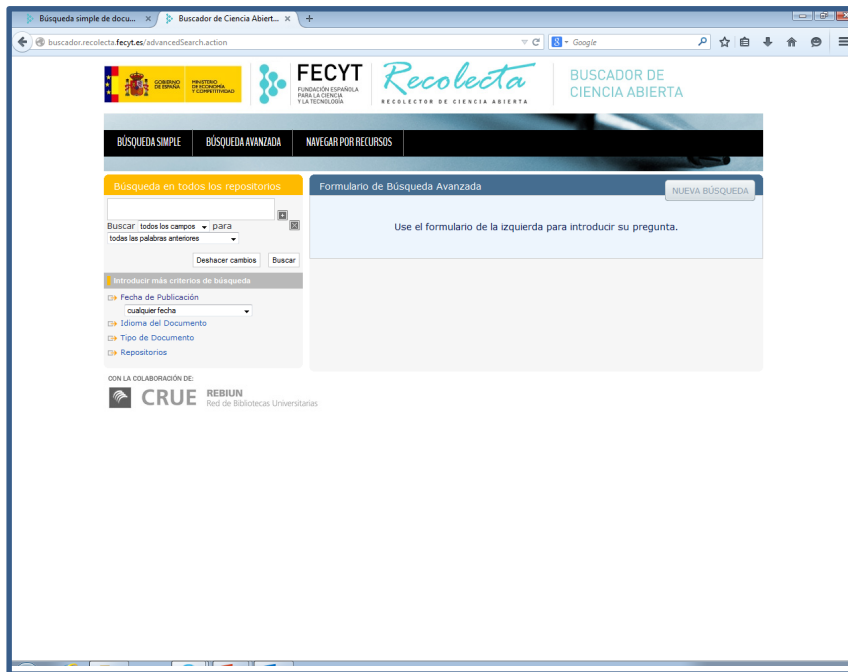 Búsqueda simple de docu...
Buscador de Ciencia Abiert...
buscador.recolecta.fecyt.es/advancedSearch.action
Google
GOBIERNO DE ESPAÑA
MINISTERIO DE ECONOMÍA Y COMPETITIVIDAD
FECYT
FUNDACIÓN ESPAÑOLA
PARA LA CIENCIA
Y LA TECNOLOGÍA
Recolecta
RECOLECTOR DE CIENCIA ABIERTA
BUSCADOR DE
CIENCIA ABIERTA
BÚSQUEDA SIMPLE
BÚSQUEDA AVANZADA
NAVEGAR POR RECURSOS
Búsqueda en todos los repositorios
Buscar todos los campos para
todas las palabras anteriores
Deshacer cambios
Buscar
Introducir más criterios de búsqueda
Fecha de Publicación
cualquier fecha
Idioma del Documento
Tipo de Documento
Repositorios
Formulario de Búsqueda Avanzada
NUEVA BÚSQUEDA
Use el formulario de la izquierda para introducir su pregunta.
CON LA COLABORACIÓN DE:
CRUE
REBIUN
Red de Bibliotecas Universitarias.